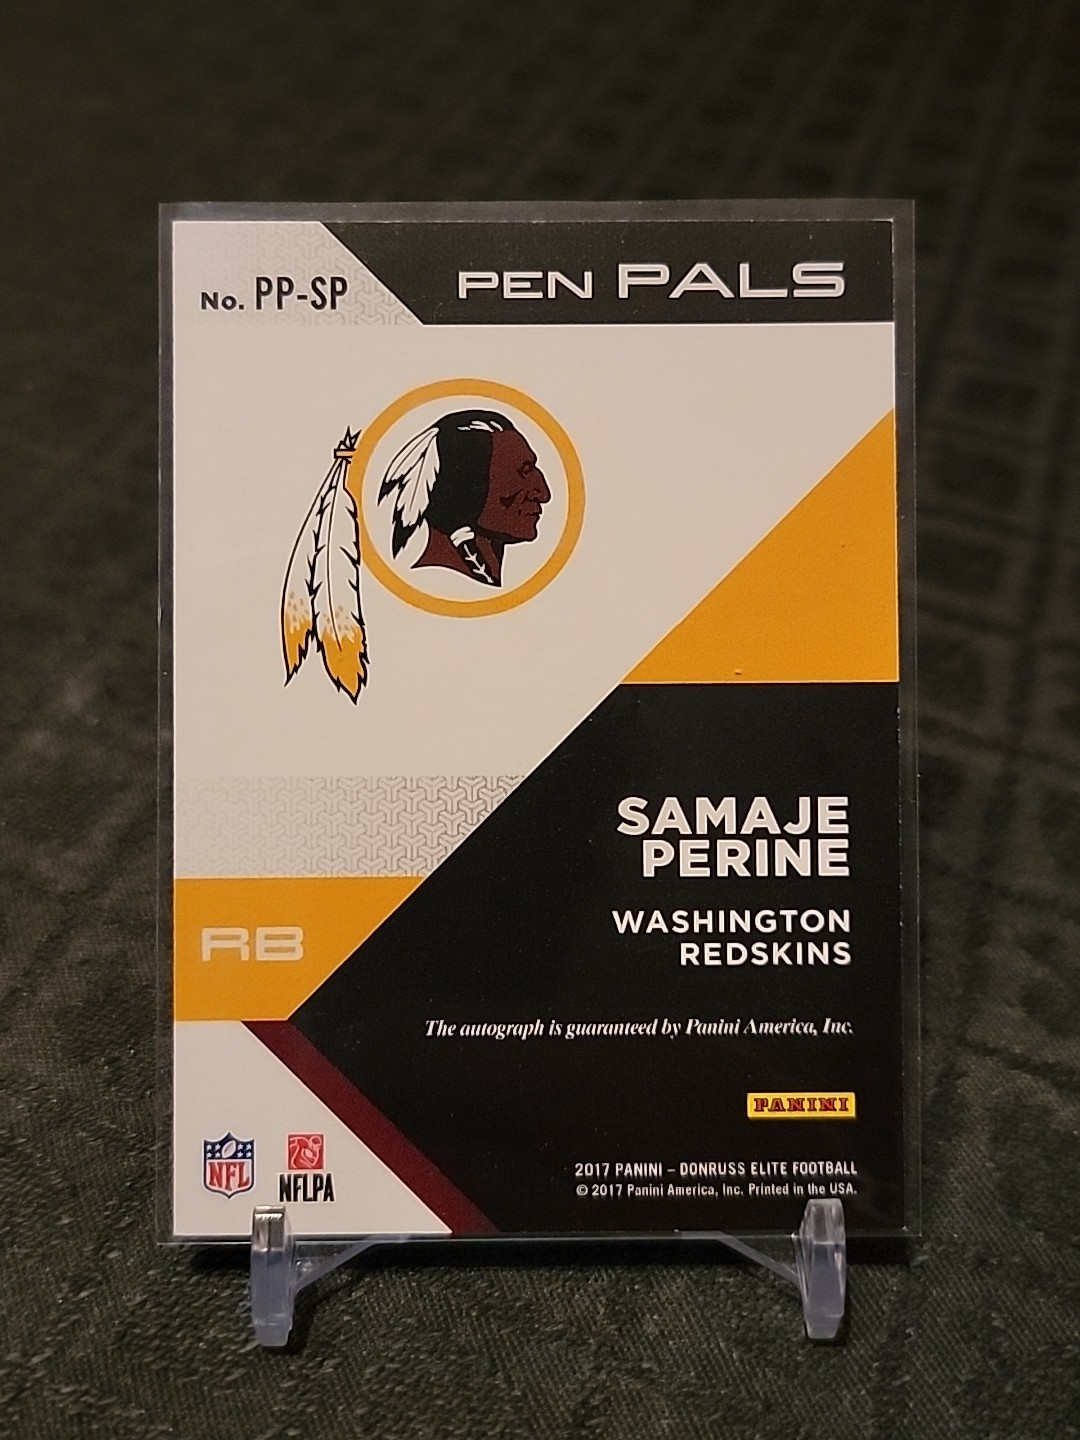 No. PP-SP
PEN PALS
SAMAJE
PERINE
WASHINGTON
REDSKINS
RB
The autograph is guaranteed by Panini America, Inc.
PANINI
NFL
NFLPA
2017 PANINI – DONRUSS ELITE FOOTBALL
© 2017 Panini America, Inc. Printed in the USA.